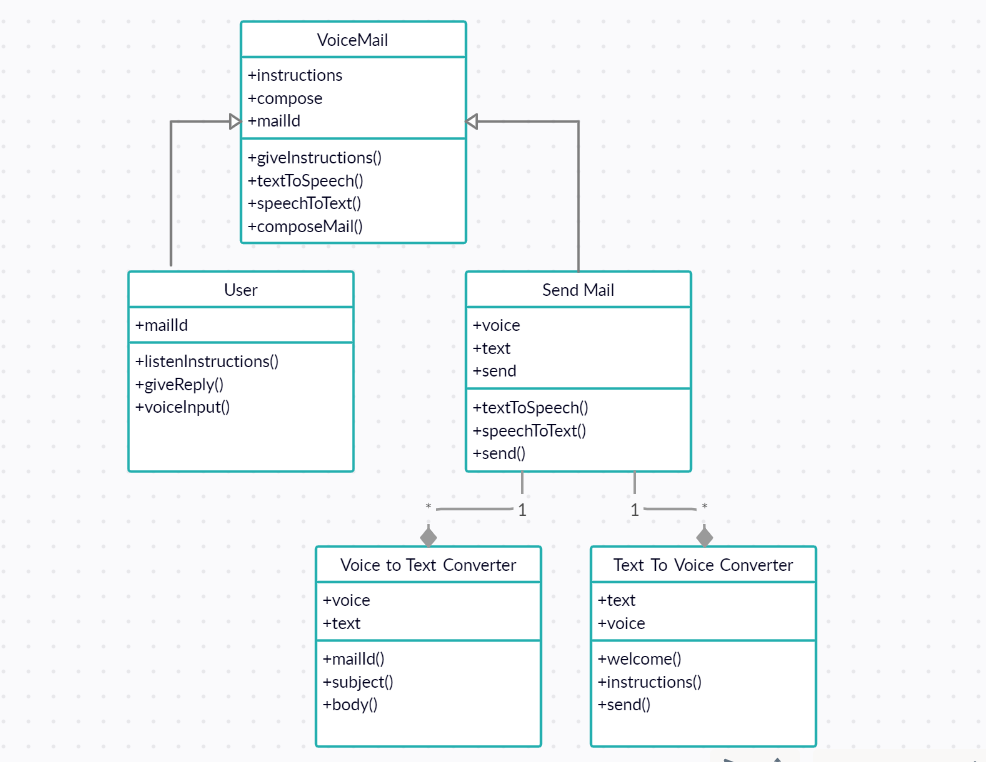 VoiceMail
+instructions
+compose
+mailId
+giveInstructions()
+textToSpeech()
+speechToText()
+composeMail()
User
+mailId
+listenInstructions()
+giveReply()
+voiceInput()
Send Mail
+voice
+text
+send
+textToSpeech()
+speechToText()
+send()
* 1
1 *
Voice to Text Converter
+voice
+text
+mailId()
+subject()
+body()
Text To Voice Converter
+text
+voice
+welcome()
+instructions()
+send()